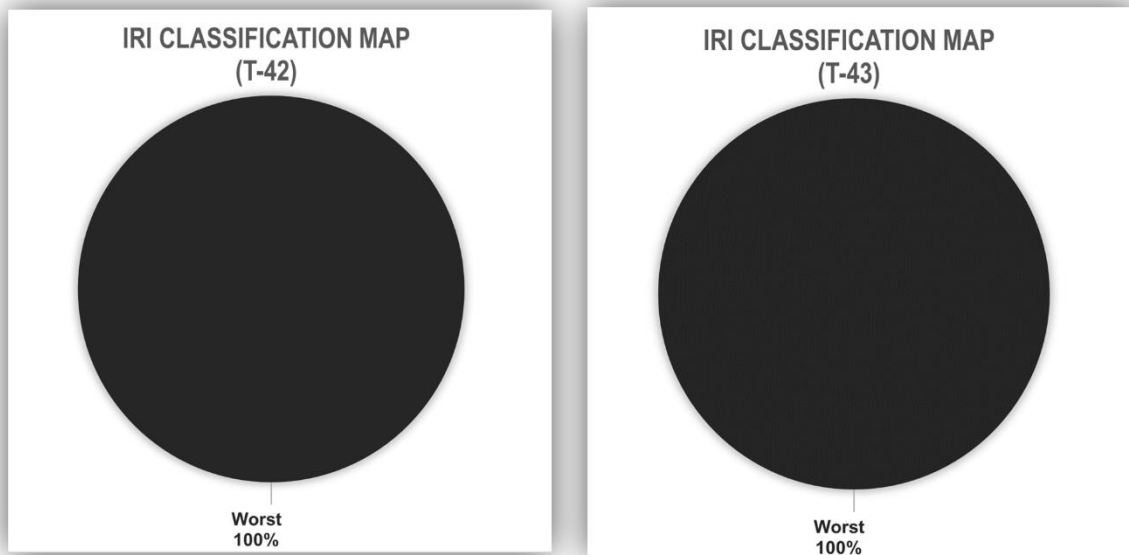 IRI CLASSIFICATION MAP
(T-42)
Worst
100%
IRI CLASSIFICATION MAP
(T-43)
Worst
100%